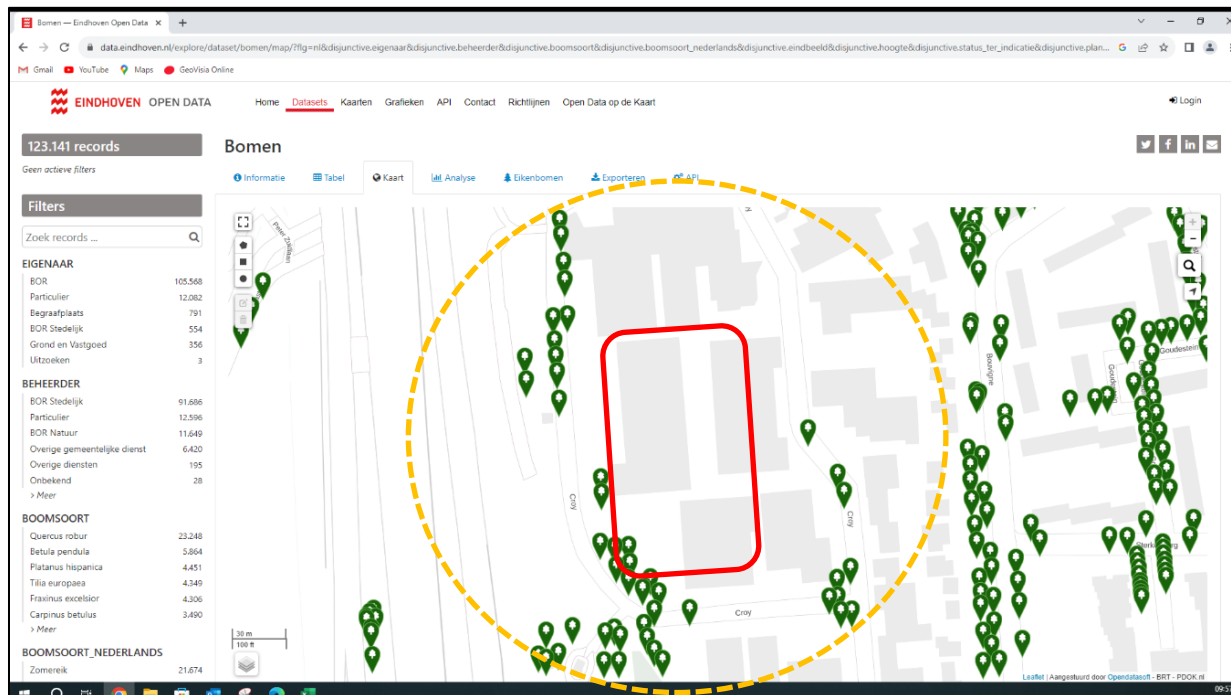 Bomen — Eindhoven Open Data
data.eindhoven.nl/explore/dataset/bomen/map/?flg=nl&disjunctive.eigenaar&disjunctive.beheerder&disjunctive.boomsoort&disjunctive.boomsoort_nederlands&disjunctive.eindbeeld&disjunctive.hoogte&disjunctive.status_ter_indicatie&disjunctive.plan...
Gmail YouTube Maps GeoVisia Online
EINDHOVEN OPEN DATA Home Datasets Kaarten Grafieken API Contact Richtlijnen Open Data op de Kaart Login
123.141 records
Geen actieve filters
Bomen
Informatie Tabel Kaart Analyse Eikenbomen Exporteren API
Filters
Zoek records ...
EIGENAAR
BOR 105.568
Particulier 12.082
Begraafplaats 791
BOR Stedelijk 554
Grond en Vastgoed 356
Uitzoeken 3
BEHEERDER
BOR Stedelijk 91.686
Particulier 12.596
BOR Natuur 11.649
Overige gemeentelijke dienst 6.420
Overige diensten 195
Onbekend 28
> Meer
BOOMSOORT
Quercus robur 23.248
Betula pendula 5.864
Platanus hispanica 4.451
Tilia europaea 4.349
Fraxinus excelsior 4.306
Carpinus betulus 3.490
> Meer
BOOMSOORT_NEDERLANDS
Zomereik 21.674
Bouvigne
Goudestein
Croy
Croy
Croy
30 m
100 ft
Leaflet | Aangestuurd door Opendatasoft - BRT - PDOK.nl